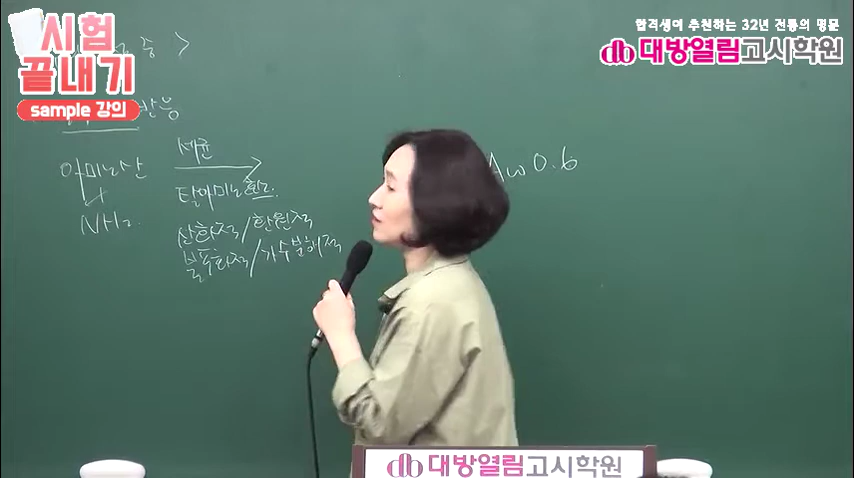 시험
끝내기
sample 강의
합격생이 추천하는 32년 전통의 명문
db 대방열림고시학원
중 >
반응
아미노산
세균
탈아미노
NH₂
산화적/환원적
불포화적/가수분해적
Aw 0.6
db 대방열림고시학원